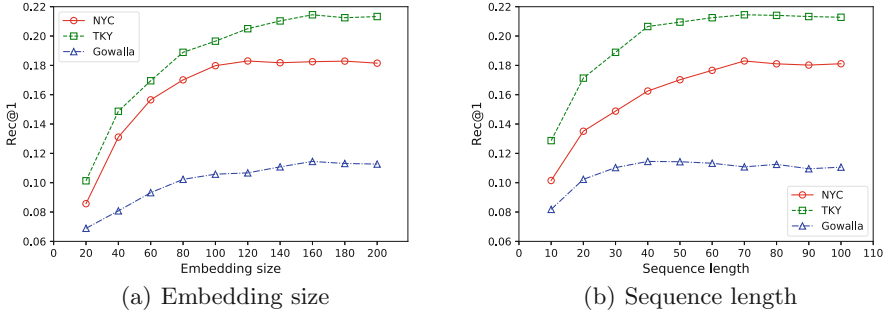 0.22
0.20
0.18
0.16
0.14
0.12
0.10
0.08
0.06
Rec@1
NYC
TKY
Gowalla
20 40 60 80 100 120 140 160 180 200
Embedding size
(a) Embedding size
0.22
0.20
0.18
0.16
0.14
0.12
0.10
0.08
0.06
Rec@1
NYC
TKY
Gowalla
0 10 20 30 40 50 60 70 80 90 100 110
Sequence length
(b) Sequence length